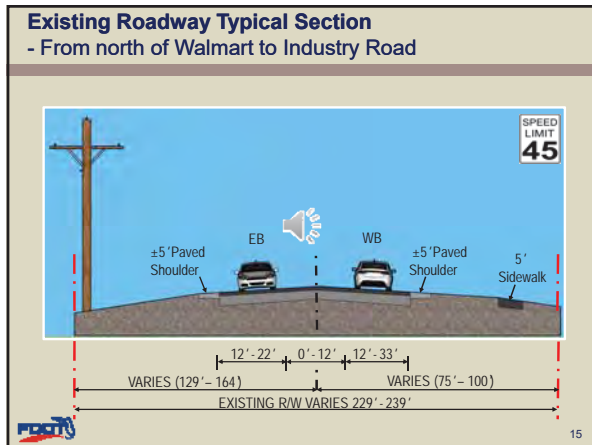 Existing Roadway Typical Section
- From north of Walmart to Industry Road
SPEED
LIMIT
45
EB
WB
±5'Paved
Shoulder
±5'Paved
Shoulder
5'
Sidewalk
12'-22'
0'-12'
12'-33'
VARIES (129'–164')
VARIES (75'–100')
EXISTING R/W VARIES 229'-239'
FDOT
15